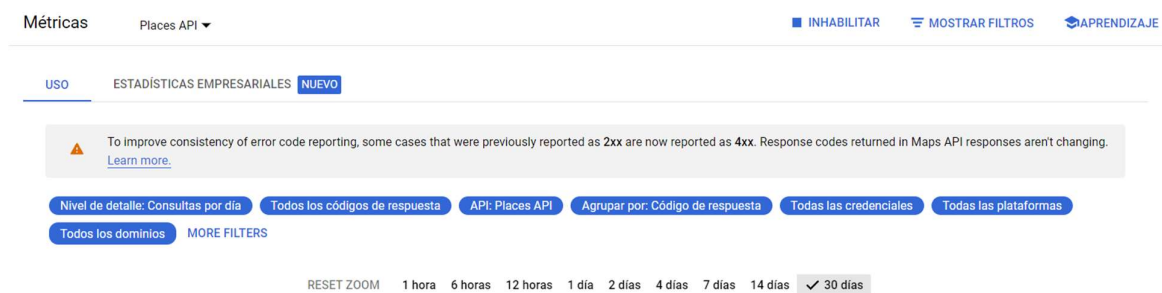 Métricas Places API INHABILITAR MOSTRAR FILTROS APRENDIZAJE
USO ESTADÍSTICAS EMPRESARIALES NUEVO
To improve consistency of error code reporting, some cases that were previously reported as 2xx are now reported as 4xx. Response codes returned in Maps API responses aren't changing.
Learn more.
Nivel de detalle: Consultas por día Todos los códigos de respuesta API: Places API Agrupar por: Código de respuesta Todas las credenciales Todas las plataformas
Todos los dominios MORE FILTERS
RESET ZOOM 1 hora 6 horas 12 horas 1 día 2 días 4 días 7 días 14 días 30 días